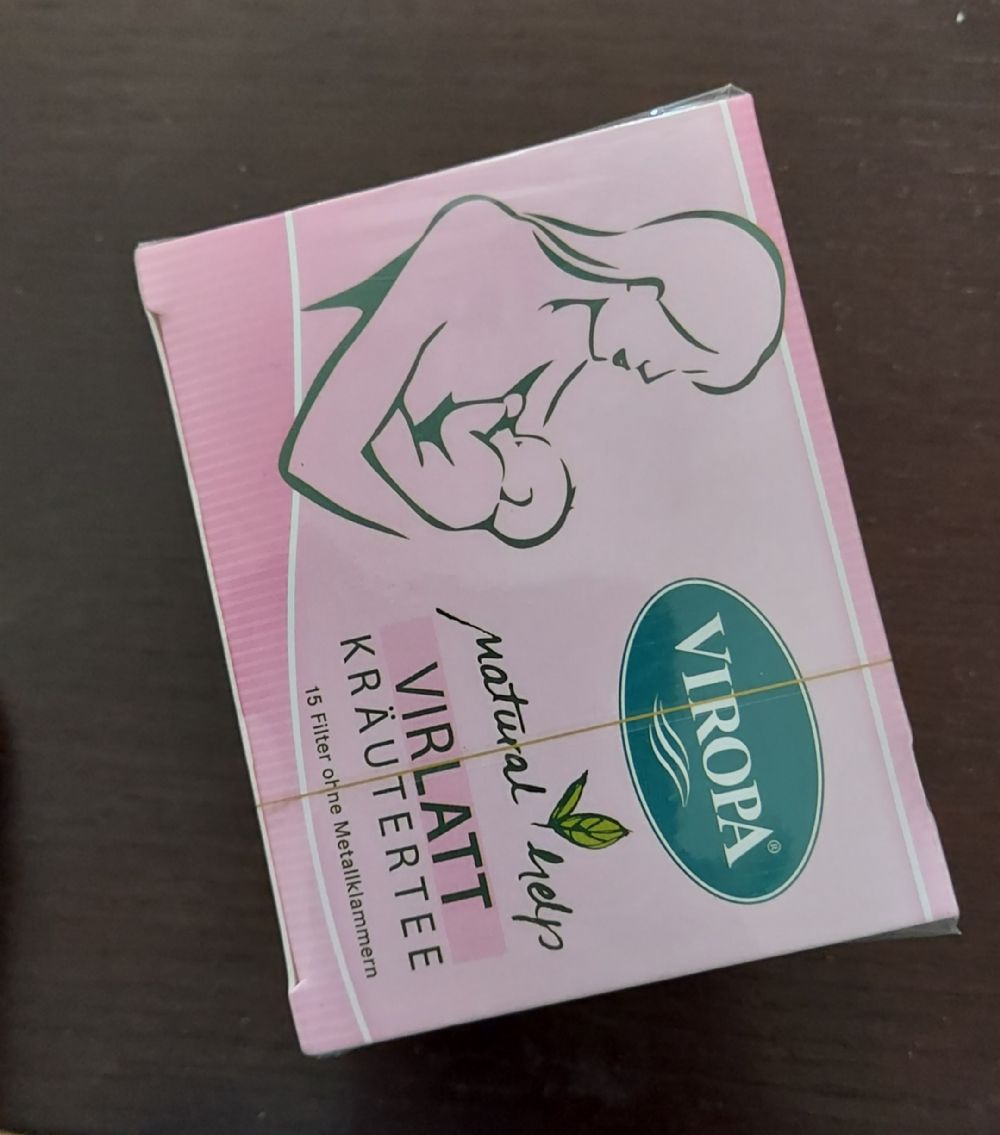 VIROPA®
natural help
VIRLATT
KRÄUTERTEE
15 Filter ohne Metallklammern